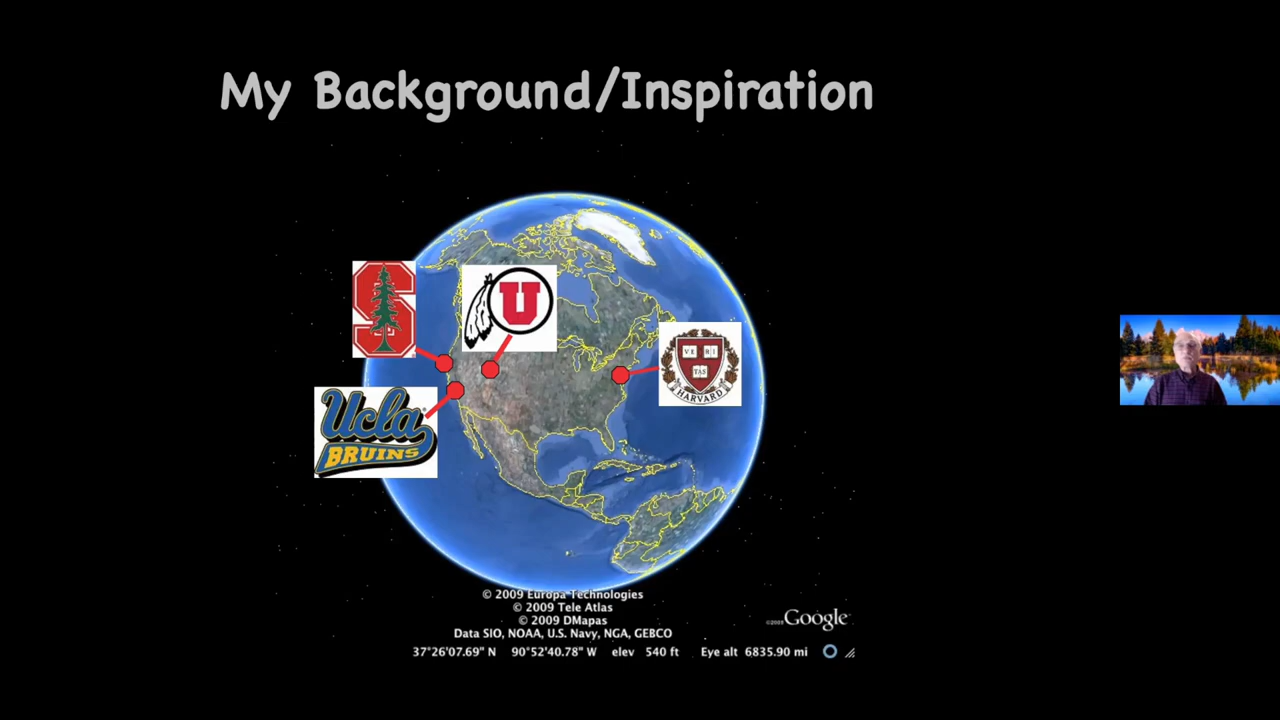 My Background/Inspiration
S
U
VE RI
TAS
HARVARD
Ucla
BRUINS
© 2009 Europa Technologies
© 2009 Tele Atlas
© 2009 DMapas
Data SIO, NOAA, U.S. Navy, NGA, GEBCO
©2009 Google
37°26'07.69" N 90°52'40.78" W elev 540 ft Eye alt 6835.90 mi